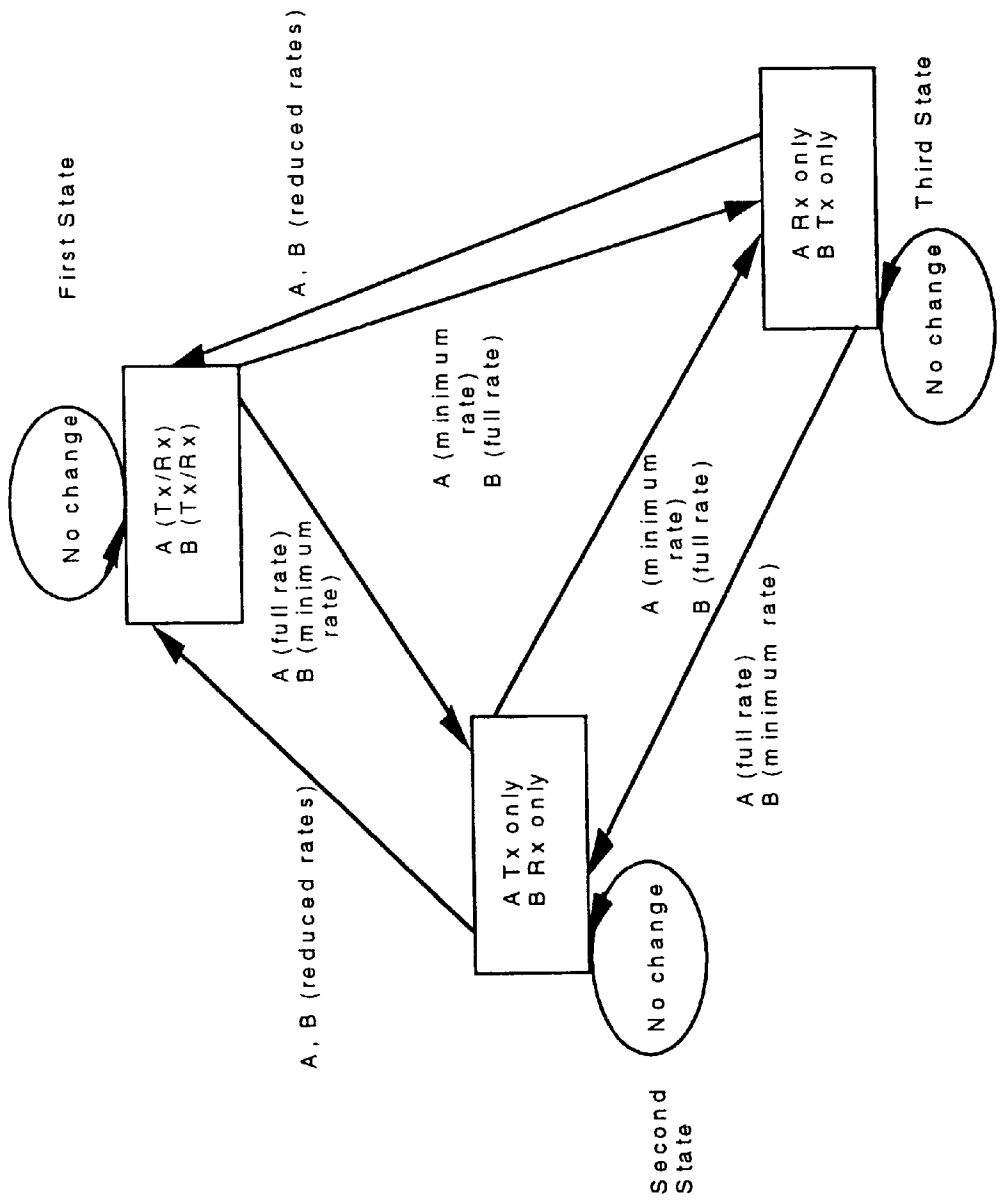 First State
No change
A (Tx/Rx)
B (Tx/Rx)
A, B (reduced rates)
A, B (reduced rates)
A (full rate)
B (minimum
rate)
A (minimum
rate)
B (full rate)
Second
State
A Tx only
B Rx only
No change
A (minimum
rate)
B (full rate)
A (full rate)
B (minimum rate)
A Rx only
B Tx only
No change
Third State